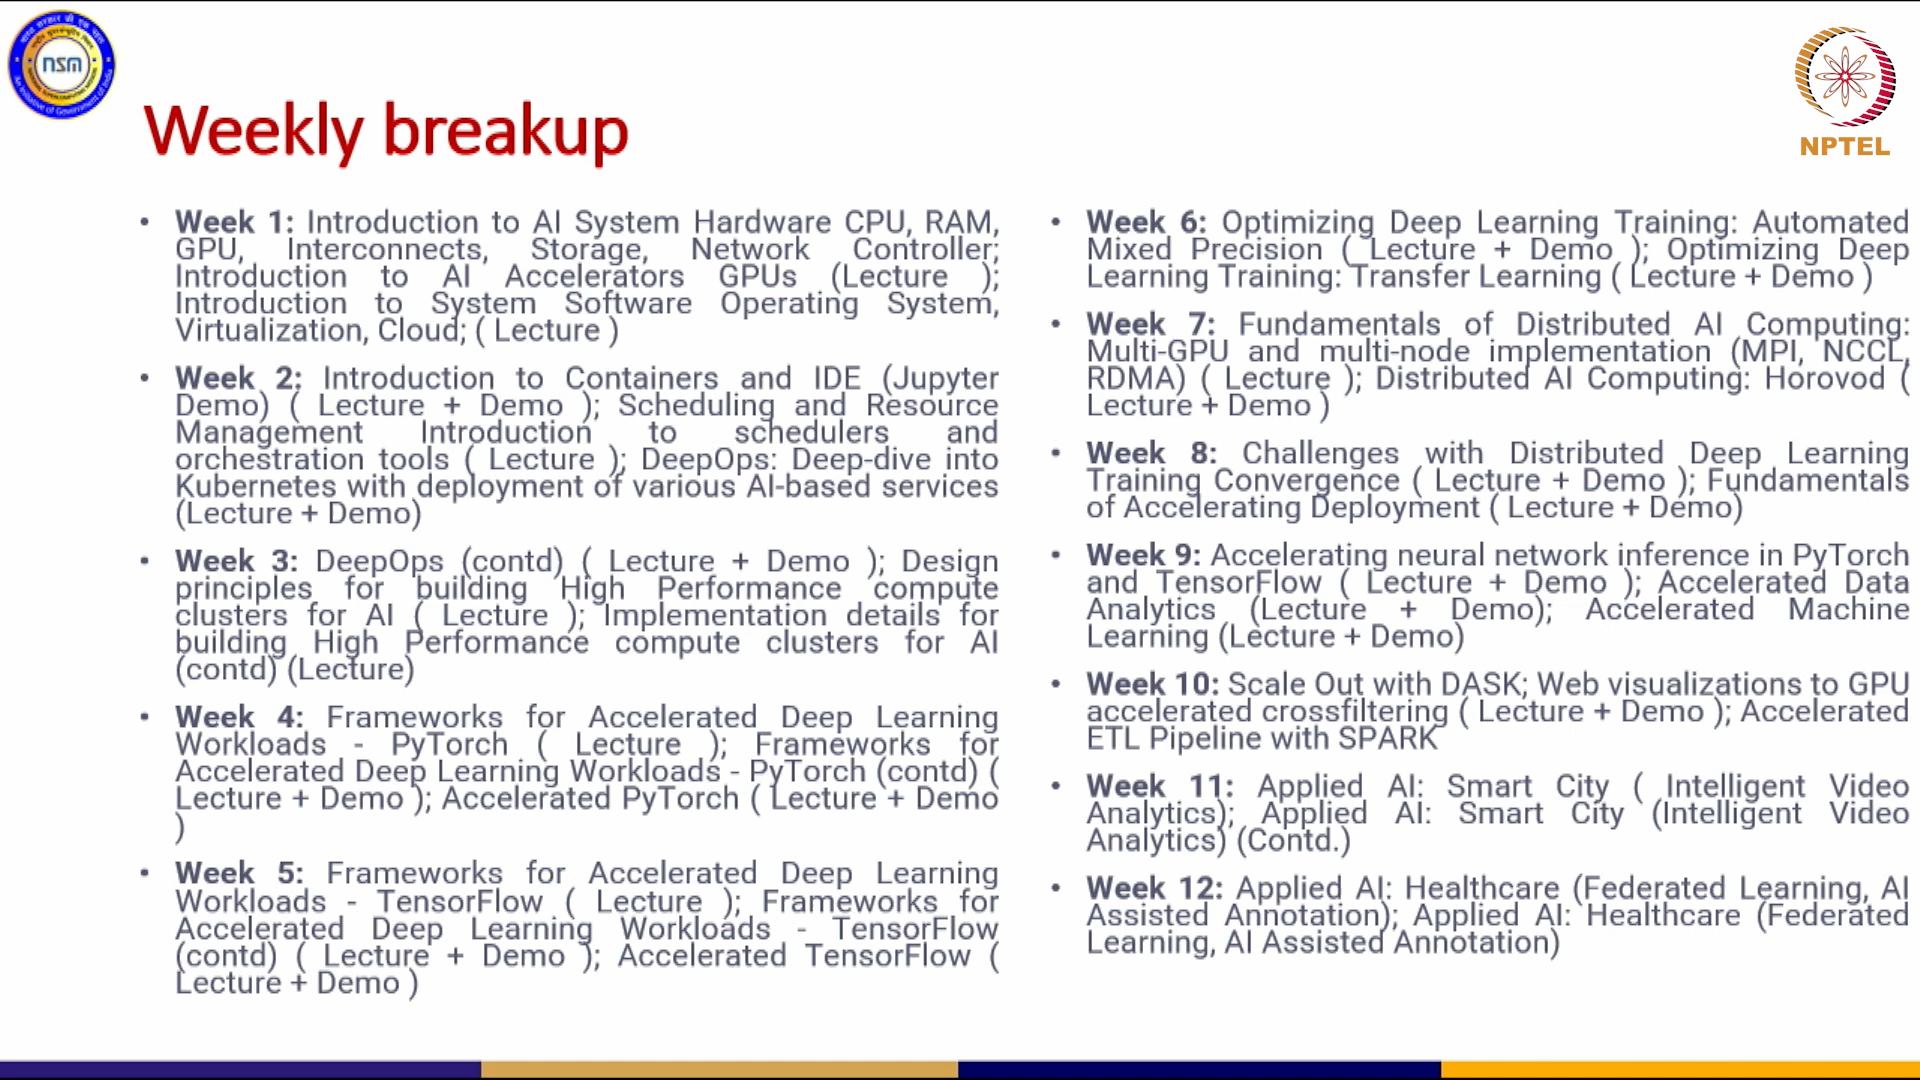 nsm
NPTEL
Weekly breakup
• Week 1: Introduction to AI System Hardware CPU, RAM,
GPU, Interconnects, Storage, Network Controller;
Introduction to AI Accelerators GPUs (Lecture );
Introduction to System Software Operating System,
Virtualization, Cloud; ( Lecture )
• Week 2: Introduction to Containers and IDE (Jupyter
Demo) ( Lecture + Demo ); Scheduling and Resource
Management Introduction to schedulers and
orchestration tools ( Lecture ); DeepOps: Deep-dive into
Kubernetes with deployment of various AI-based services
(Lecture + Demo)
• Week 3: DeepOps (contd) ( Lecture + Demo ); Design
principles for building High Performance compute
clusters for AI ( Lecture ); Implementation details for
building High Performance compute clusters for AI
(contd) (Lecture)
• Week 4: Frameworks for Accelerated Deep Learning
Workloads - PyTorch ( Lecture ); Frameworks for
Accelerated Deep Learning Workloads - PyTorch (contd) (
Lecture + Demo ); Accelerated PyTorch ( Lecture + Demo
)
• Week 5: Frameworks for Accelerated Deep Learning
Workloads - TensorFlow ( Lecture ); Frameworks for
Accelerated Deep Learning Workloads - TensorFlow
(contd) ( Lecture + Demo ); Accelerated TensorFlow (
Lecture + Demo )
• Week 6: Optimizing Deep Learning Training: Automated
Mixed Precision ( Lecture + Demo ); Optimizing Deep
Learning Training: Transfer Learning ( Lecture + Demo )
• Week 7: Fundamentals of Distributed AI Computing:
Multi-GPU and multi-node implementation (MPI, NCCL,
RDMA) ( Lecture ); Distributed AI Computing: Horovod (
Lecture + Demo )
• Week 8: Challenges with Distributed Deep Learning
Training Convergence ( Lecture + Demo ); Fundamentals
of Accelerating Deployment ( Lecture + Demo)
• Week 9: Accelerating neural network inference in PyTorch
and TensorFlow ( Lecture + Demo ); Accelerated Data
Analytics (Lecture + Demo); Accelerated Machine
Learning (Lecture + Demo)
• Week 10: Scale Out with DASK; Web visualizations to GPU
accelerated crossfiltering ( Lecture + Demo ); Accelerated
ETL Pipeline with SPARK
• Week 11: Applied AI: Smart City ( Intelligent Video
Analytics); Applied AI: Smart City (Intelligent Video
Analytics) (Contd.)
• Week 12: Applied AI: Healthcare (Federated Learning, AI
Assisted Annotation); Applied AI: Healthcare (Federated
Learning, AI Assisted Annotation)